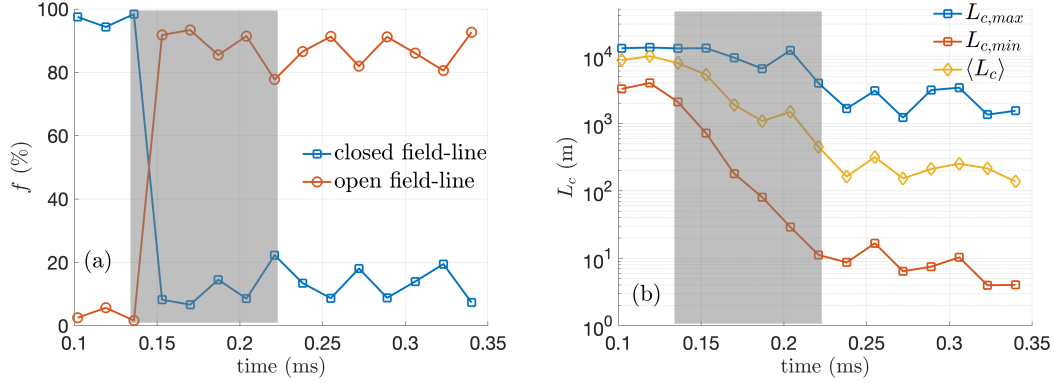 100
80
60
40
20
0
f (%)
closed field-line
open field-line
(a)
0.1 0.15 0.2 0.25 0.3 0.35
time (ms)
L_{c,max}
L_{c,min}
⟨L_c⟩
10^4
10^3
10^2
10^1
10^0
L_c (m)
(b)
0.1 0.15 0.2 0.25 0.3 0.35
time (ms)